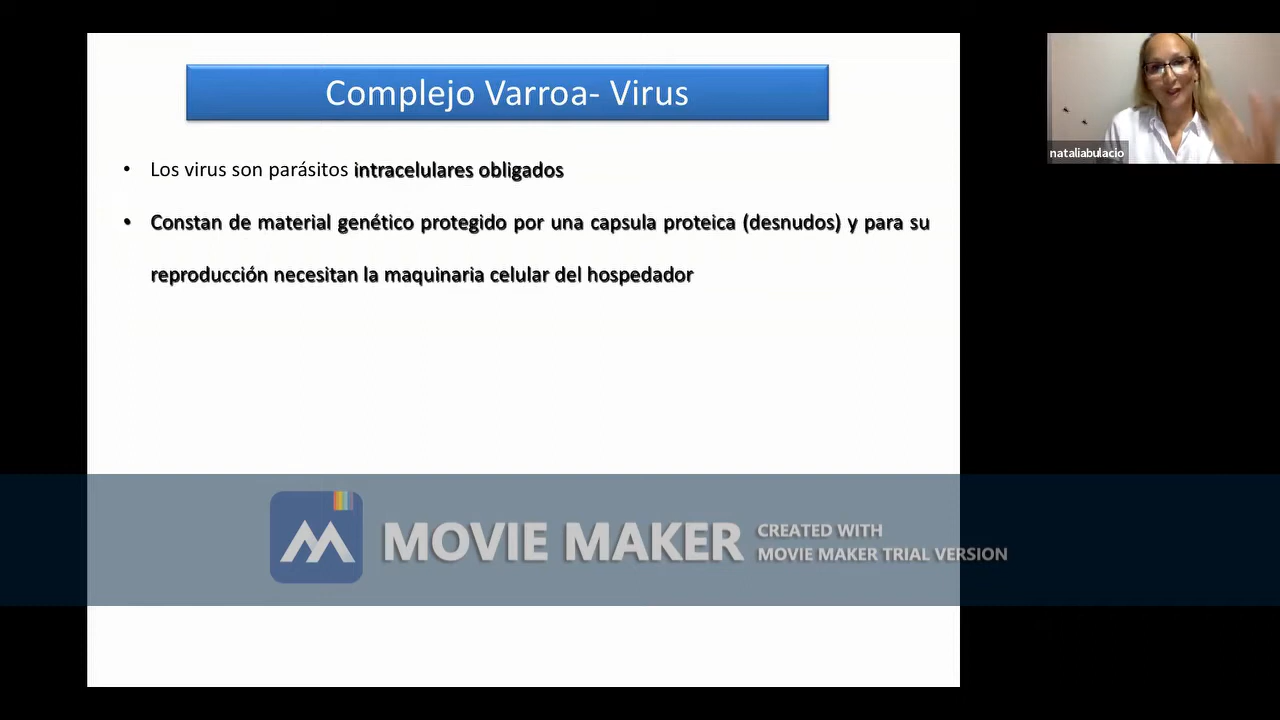 Complejo Varroa- Virus
nataliabulacio
• Los virus son parásitos intracelulares obligados
• Constan de material genético protegido por una capsula proteica (desnudos) y para su
reproducción necesitan la maquinaria celular del hospedador
MOVIE MAKER
CREATED WITH
MOVIE MAKER TRIAL VERSION